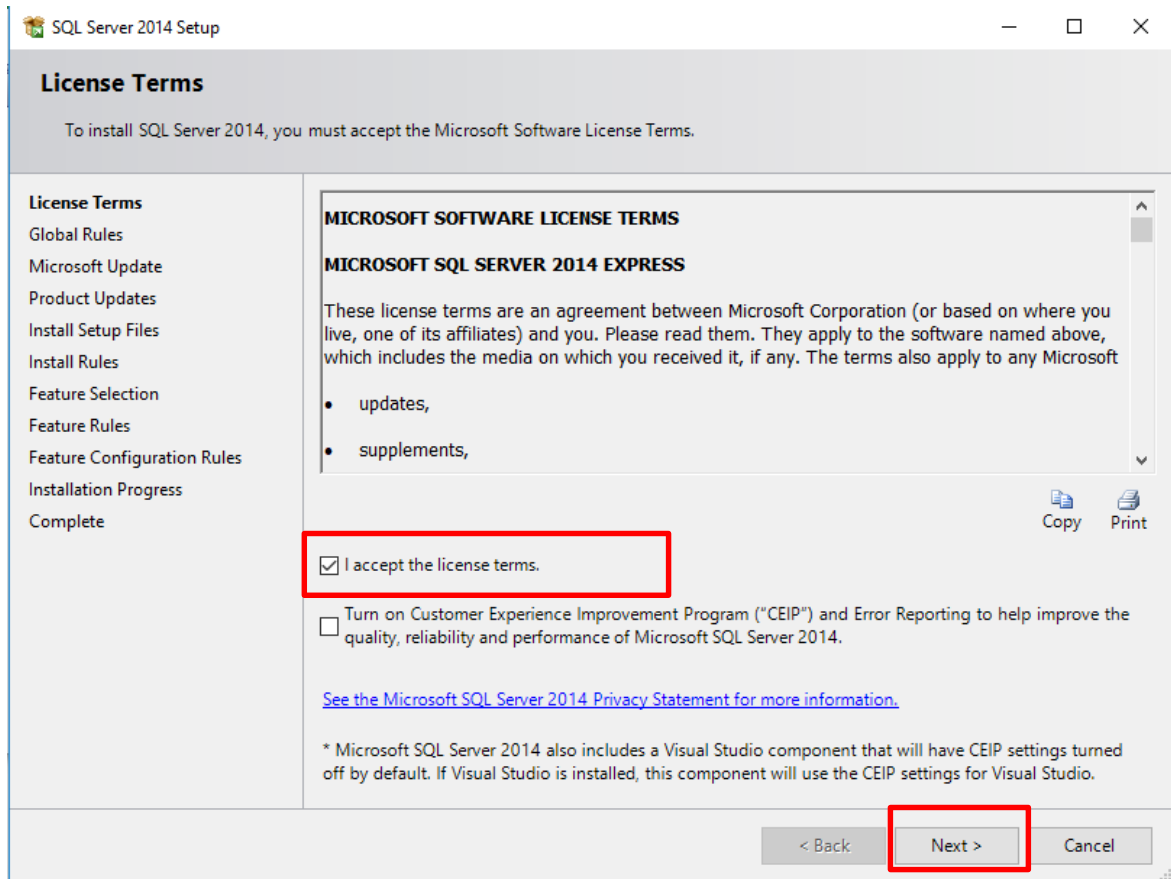 SQL Server 2014 Setup
License Terms
To install SQL Server 2014, you must accept the Microsoft Software License Terms.
License Terms
Global Rules
Microsoft Update
Product Updates
Install Setup Files
Install Rules
Feature Selection
Feature Rules
Feature Configuration Rules
Installation Progress
Complete
MICROSOFT SOFTWARE LICENSE TERMS
MICROSOFT SQL SERVER 2014 EXPRESS
These license terms are an agreement between Microsoft Corporation (or based on where you
live, one of its affiliates) and you. Please read them. They apply to the software named above,
which includes the media on which you received it, if any. The terms also apply to any Microsoft
• updates,
• supplements,
Copy
Print
I accept the license terms.
Turn on Customer Experience Improvement Program (“CEIP”) and Error Reporting to help improve the
quality, reliability and performance of Microsoft SQL Server 2014.
See the Microsoft SQL Server 2014 Privacy Statement for more information.
* Microsoft SQL Server 2014 also includes a Visual Studio component that will have CEIP settings turned
off by default. If Visual Studio is installed, this component will use the CEIP settings for Visual Studio.
< Back
Next >
Cancel